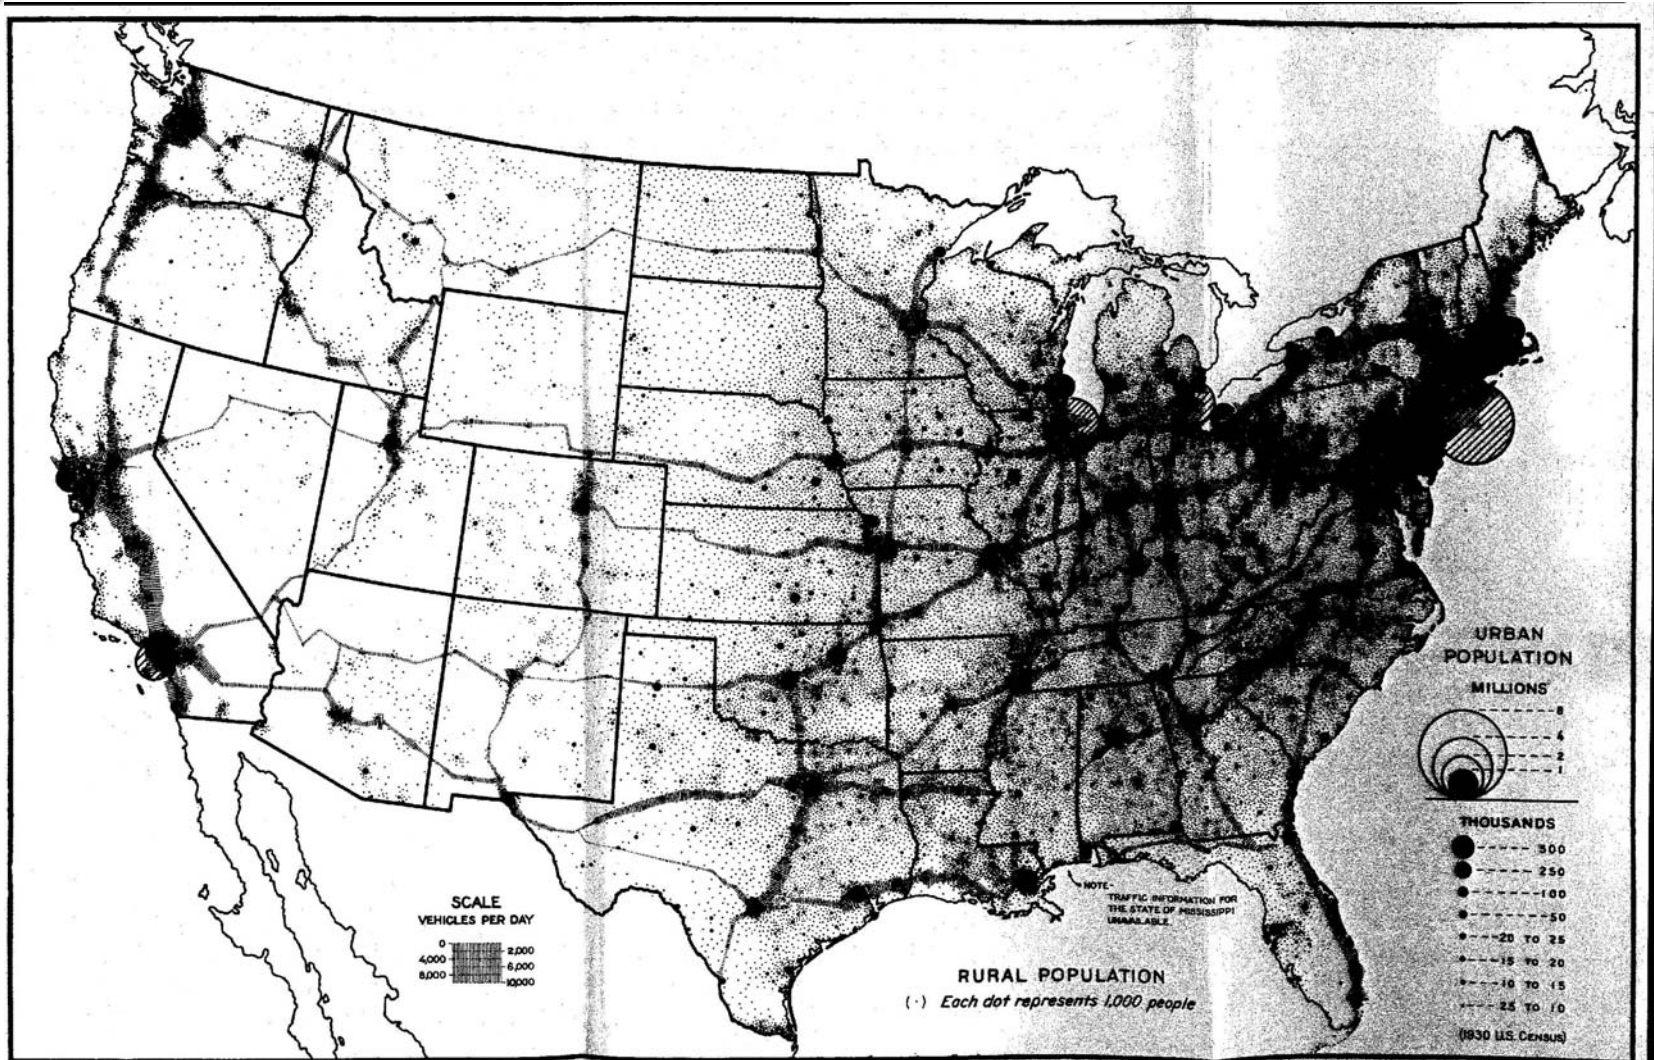 URBAN
POPULATION
MILLIONS
8
4
2
1
THOUSANDS
500
250
100
50
20 TO 25
15 TO 20
10 TO 15
2.5 TO 10
(1930 U.S. CENSUS)
NOTE-
TRAFFIC INFORMATION FOR
THE STATE OF MISSISSIPPI
UNAVAILABLE.
SCALE
VEHICLES PER DAY
0
2,000
4,000
6,000
8,000
10,000
RURAL POPULATION
(·) Each dot represents 1,000 people